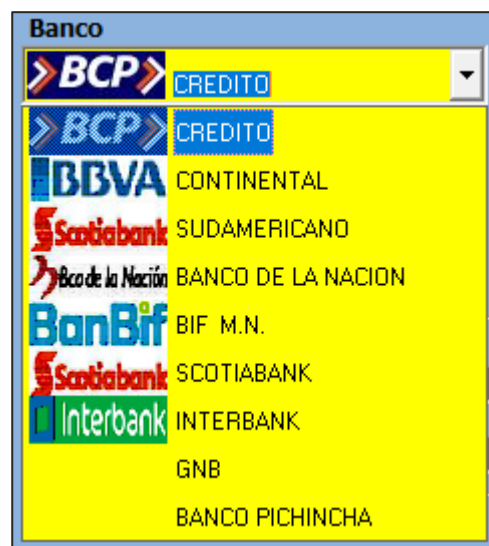 Banco
BCP CREDITO
BCP CREDITO
BBVA CONTINENTAL
Scotiabank SUDAMERICANO
Bco de la Nación BANCO DE LA NACION
BanBif BIF M.N.
Scotiabank SCOTIABANK
Interbank INTERBANK
GNB
BANCO PICHINCHA